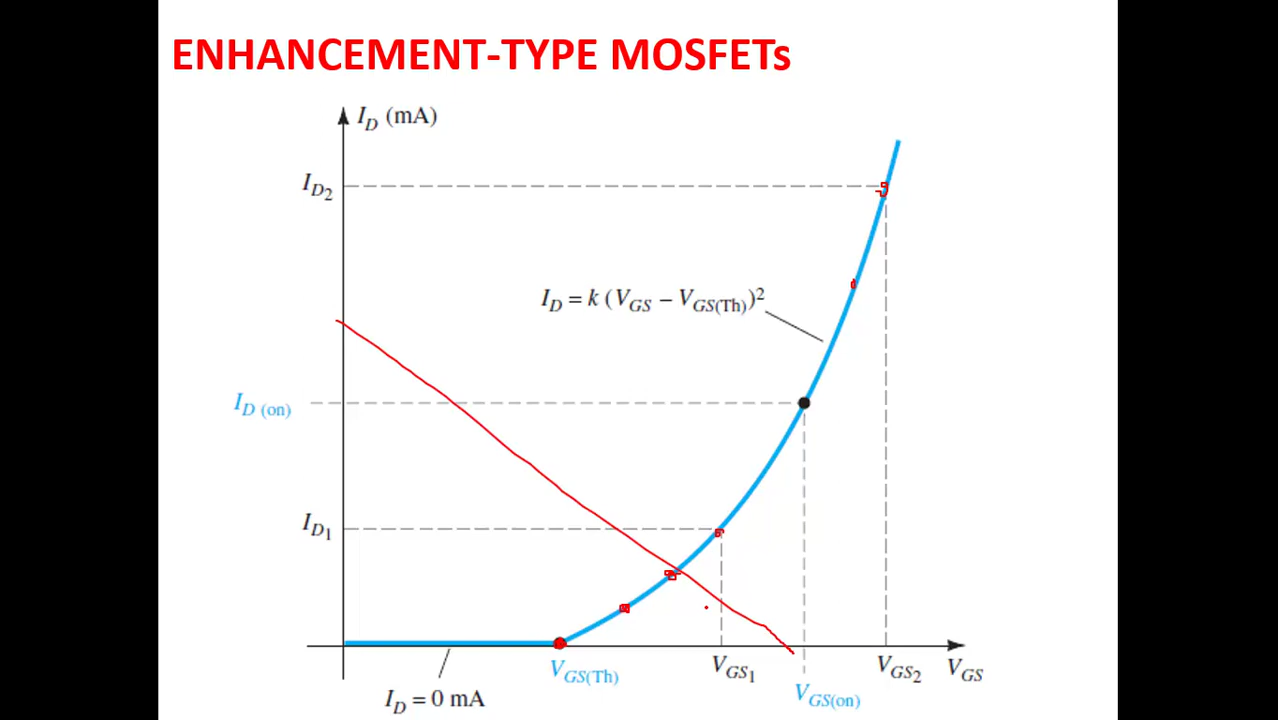 ENHANCEMENT-TYPE MOSFETs
I_D (mA)
I_D2
I_D = k (V_GS – V_GS(Th))²
I_D (on)
I_D1
V_GS(Th)
V_GS1
V_GS2
V_GS
V_GS(on)
I_D = 0 mA